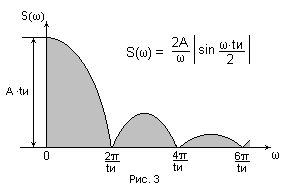 S(ω)
S(ω) = 2A/ω |sin ω·tи/2|
A·tи
0
2π/tи
4π/tи
6π/tи
ω
Рис. 3